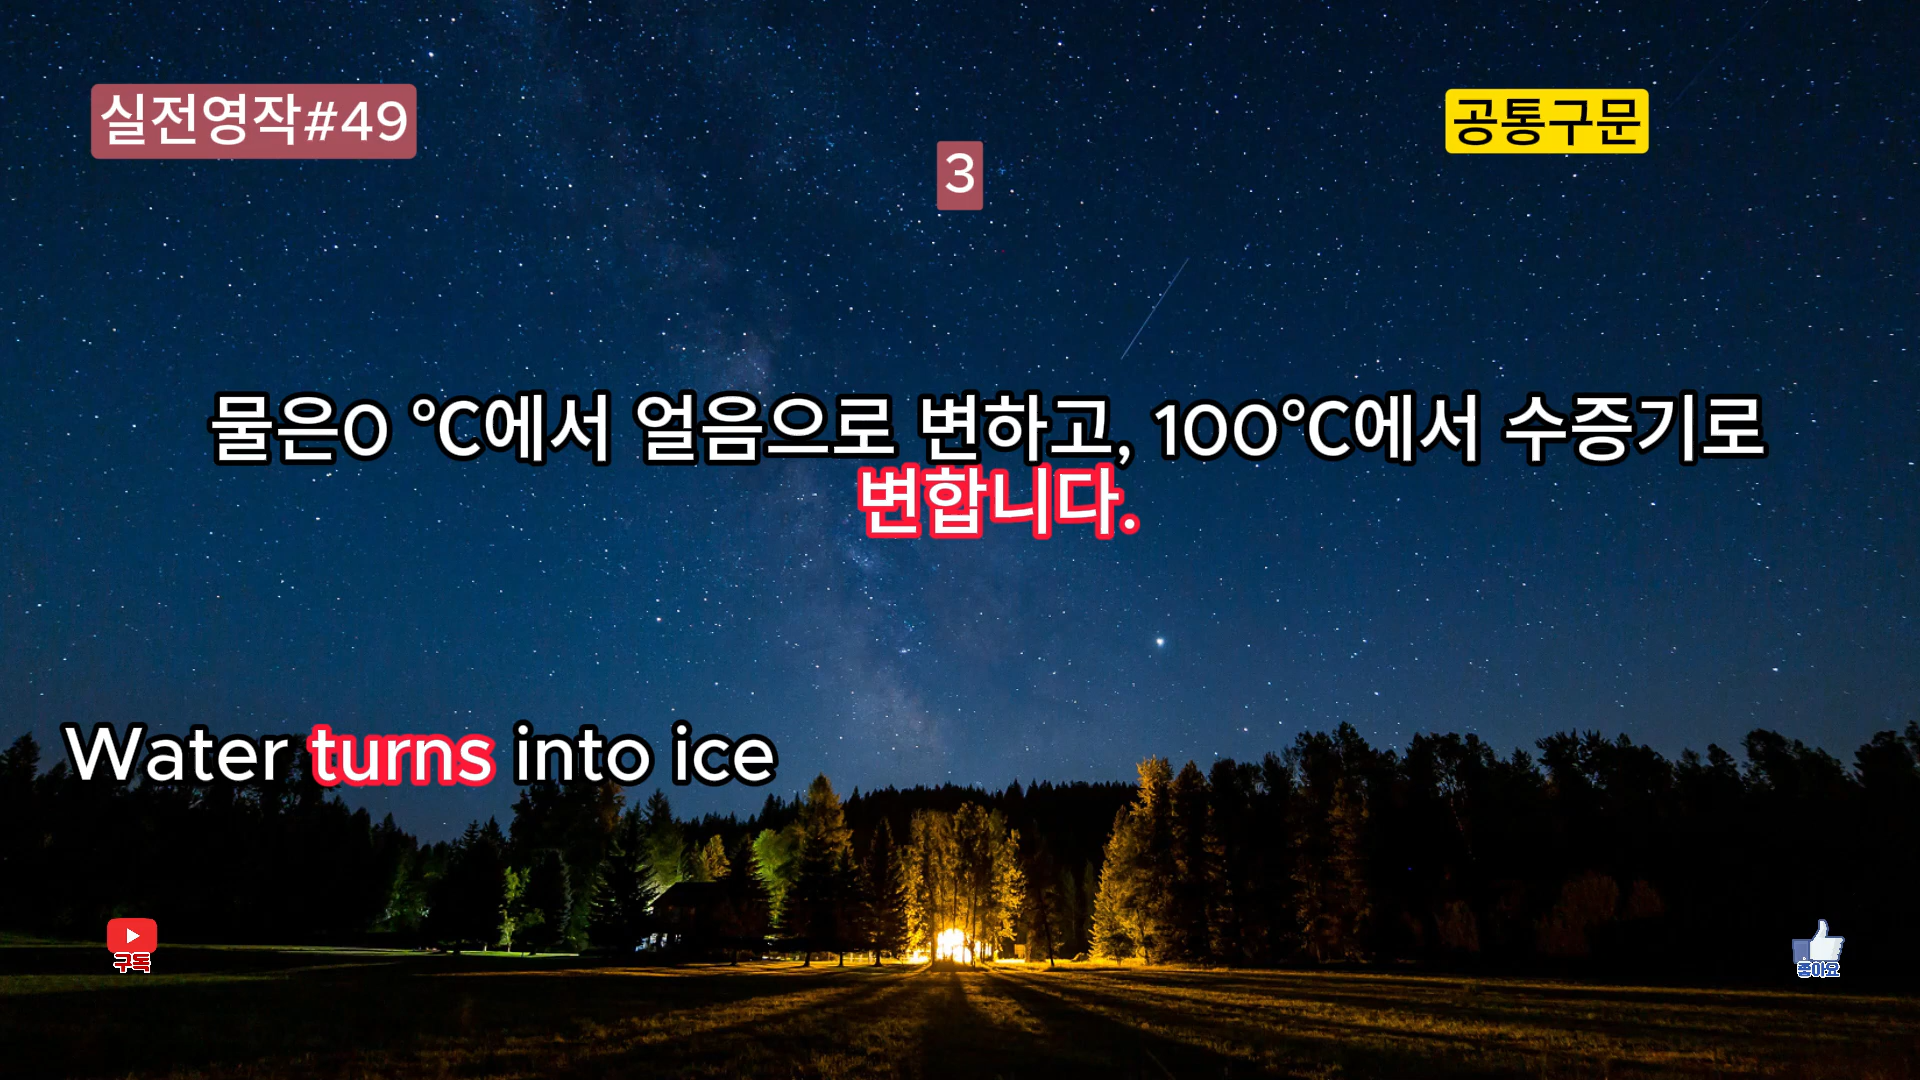 실전영작#49
공통구문
3
물은0 °C에서 얼음으로 변하고, 100°C에서 수증기로
변합니다.
Water turns into ice
구독
좋아요